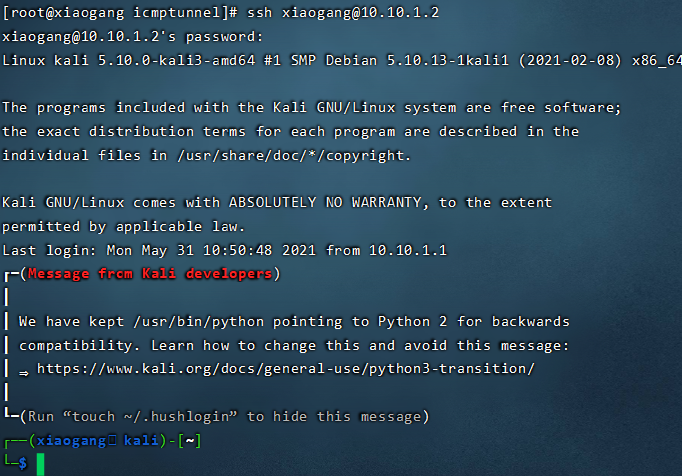 [root@xiaogang icmptunnel]# ssh xiaogang@10.10.1.2
xiaogang@10.10.1.2's password:
Linux kali 5.10.0-kali3-amd64 #1 SMP Debian 5.10.13-1kali1 (2021-02-08) x86_64
The programs included with the Kali GNU/Linux system are free software;
the exact distribution terms for each program are described in the
individual files in /usr/share/doc/*/copyright.
Kali GNU/Linux comes with ABSOLUTELY NO WARRANTY, to the extent
permitted by applicable law.
Last login: Mon May 31 10:50:48 2021 from 10.10.1.1
┏━(Message from Kali developers)
┃
┃ We have kept /usr/bin/python pointing to Python 2 for backwards
┃ compatibility. Learn how to change this and avoid this message:
┃ ⇒ https://www.kali.org/docs/general-use/python3-transition/
┃
┗━(Run “touch ~/.hushlogin” to hide this message)
┌──(xiaogang kali)-[~]
└─$